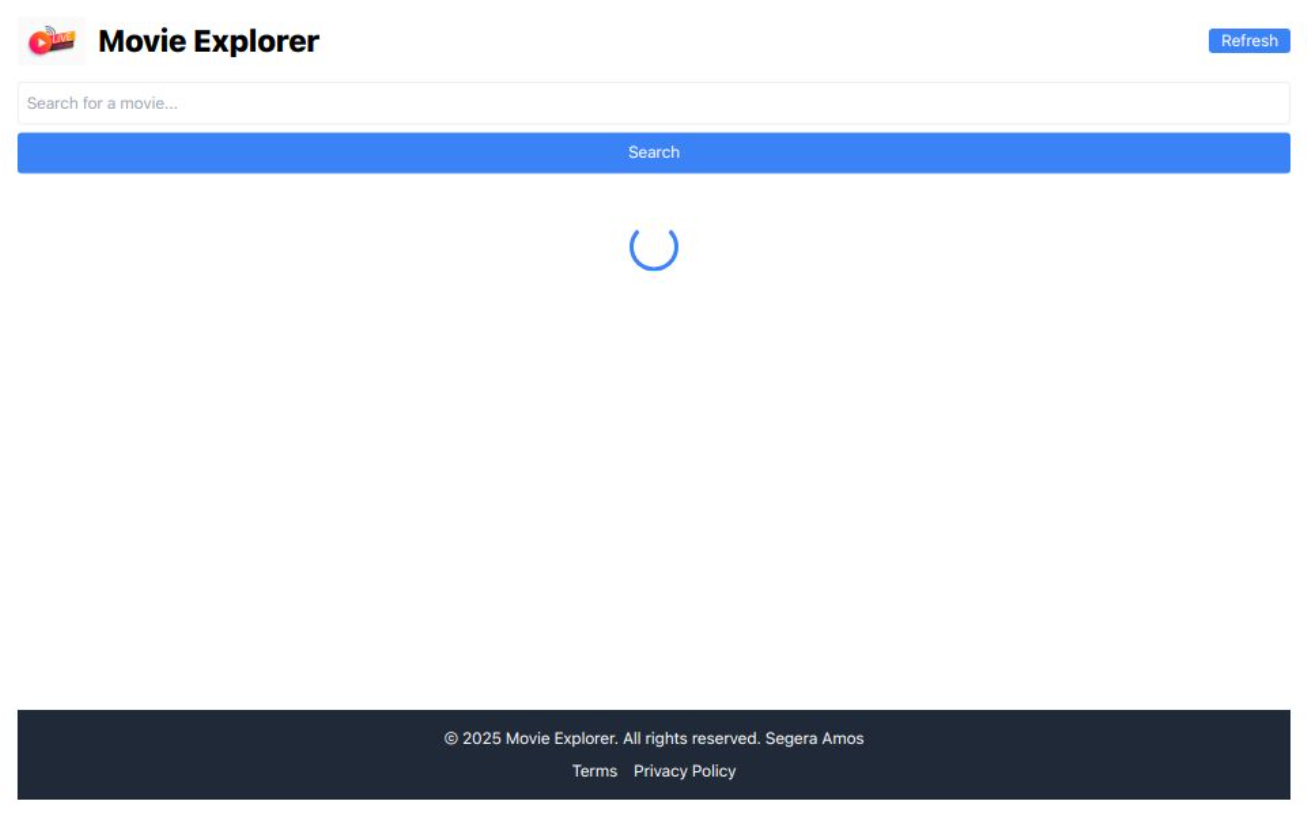 LIVE
Movie Explorer
Refresh
Search for a movie...
Search
© 2025 Movie Explorer. All rights reserved. Segera Amos
Terms Privacy Policy